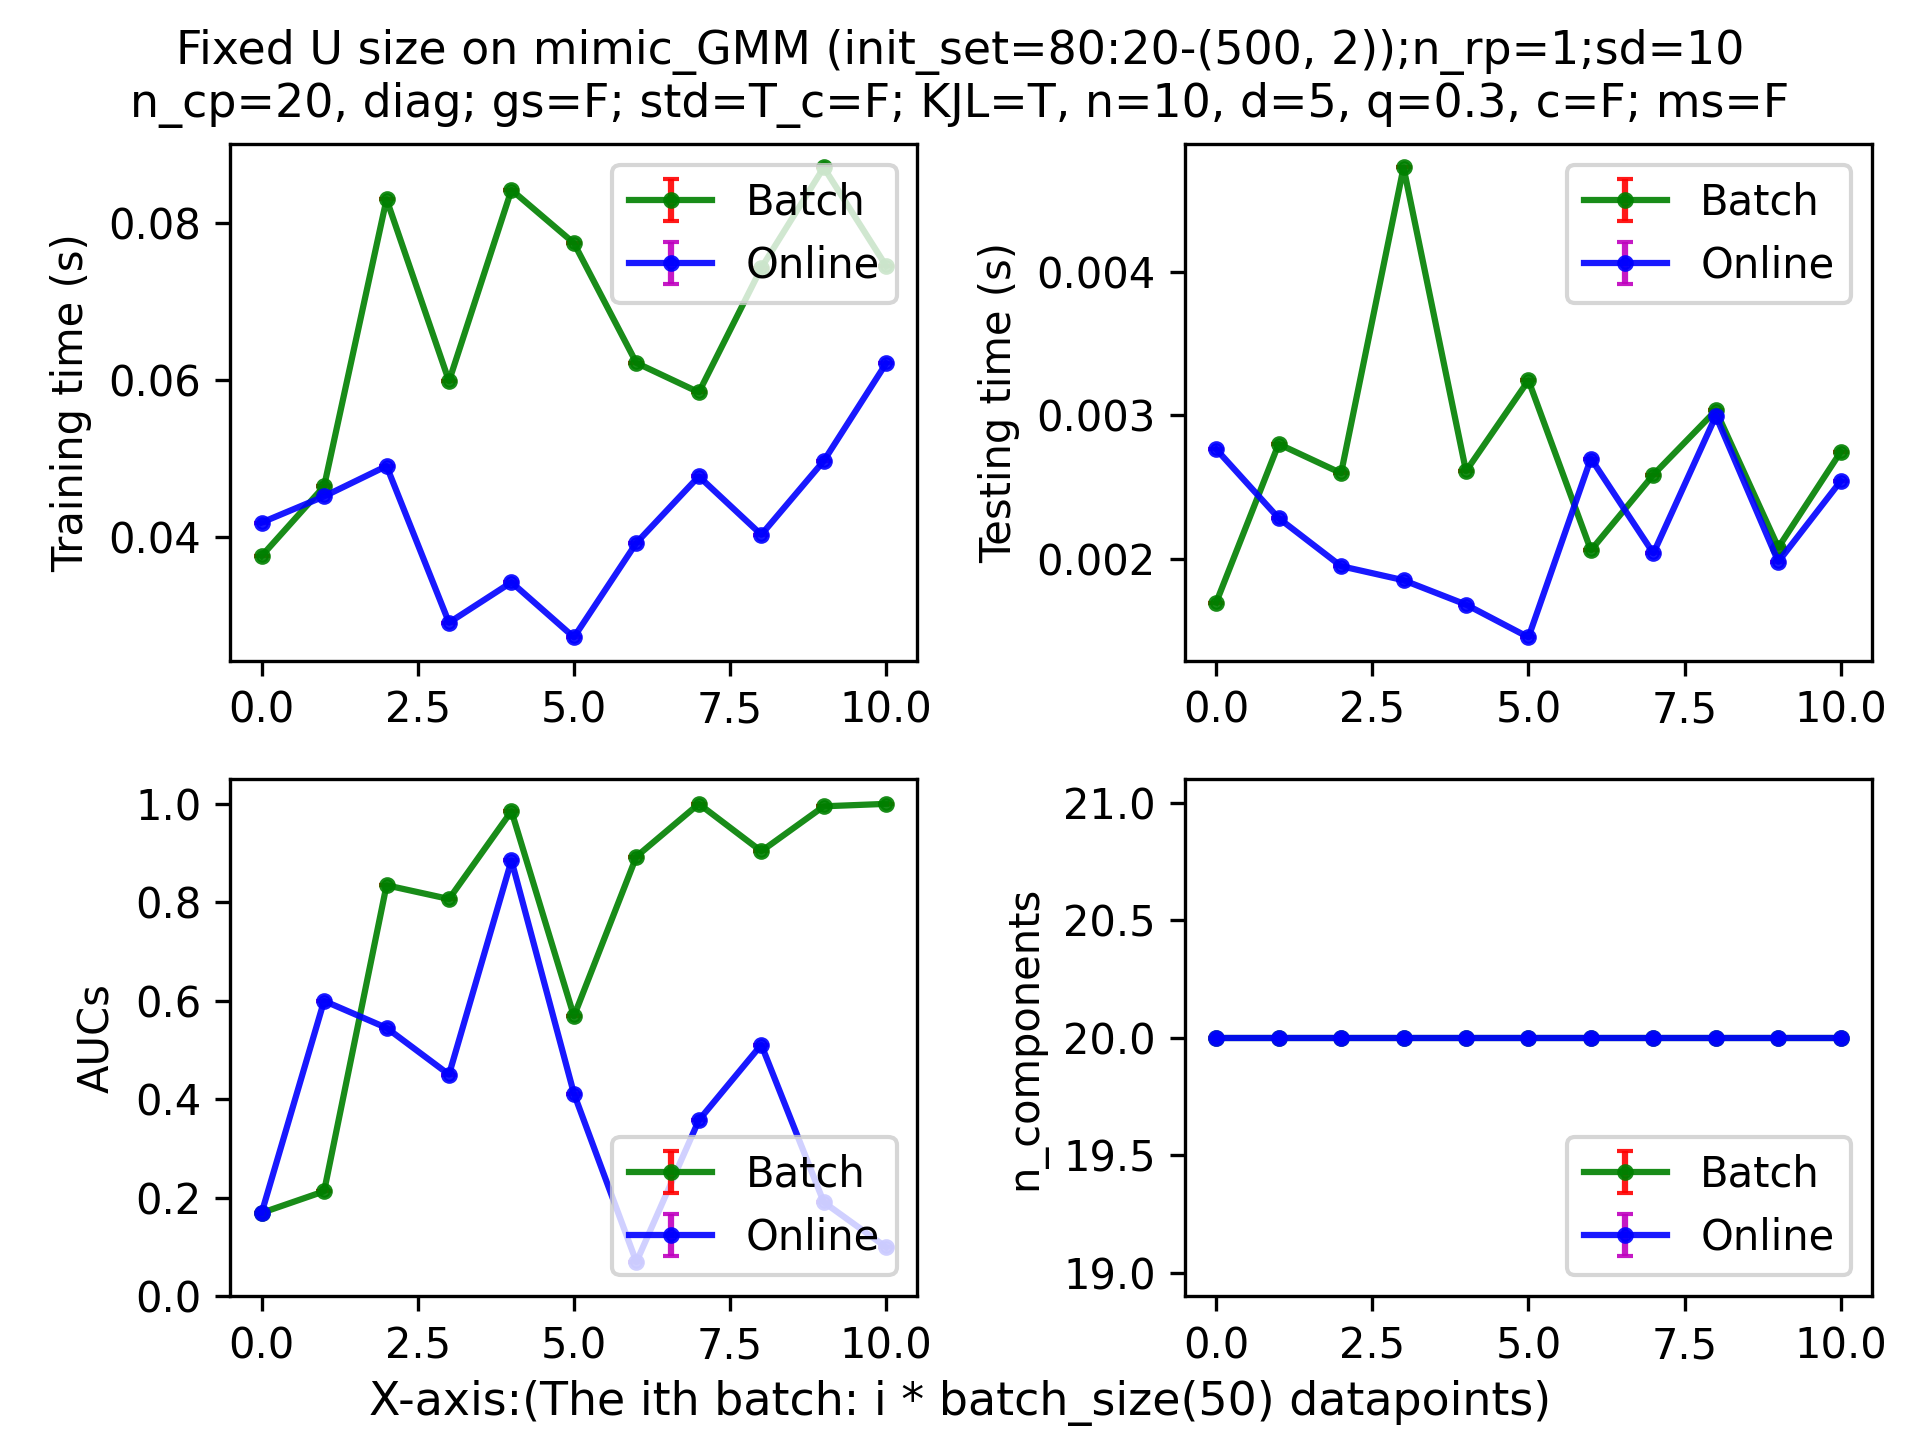 Fixed U size on mimic_GMM (init_set=80:20-(500, 2));n_rp=1;sd=10
n_cp=20, diag; gs=F; std=T_c=F; KJL=T, n=10, d=5, q=0.3, c=F; ms=F
Training time (s)
0.08
0.06
0.04
Batch
Online
0.0 2.5 5.0 7.5 10.0
Testing time (s)
0.004
0.003
0.002
Batch
Online
0.0 2.5 5.0 7.5 10.0
AUCs
1.0
0.8
0.6
0.4
0.2
0.0
Batch
Online
0.0 2.5 5.0 7.5 10.0
n_components
21.0
20.5
20.0
19.5
19.0
Batch
Online
0.0 2.5 5.0 7.5 10.0
X-axis:(The ith batch: i * batch_size(50) datapoints)